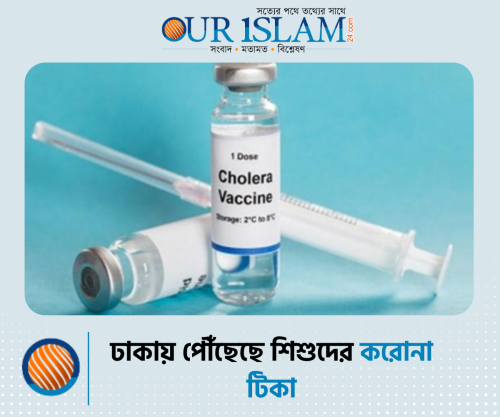 সত্যের পথে তথ্যের সাথে
OUR ISLAM 24.com
সংবাদ • মতামত • বিশ্লেষণ
1 Dose
Cholera
Vaccine
Storage: 2°C to 8°C
ঢাকায় পৌঁছেছে শিশুদের করোনা
টিকা